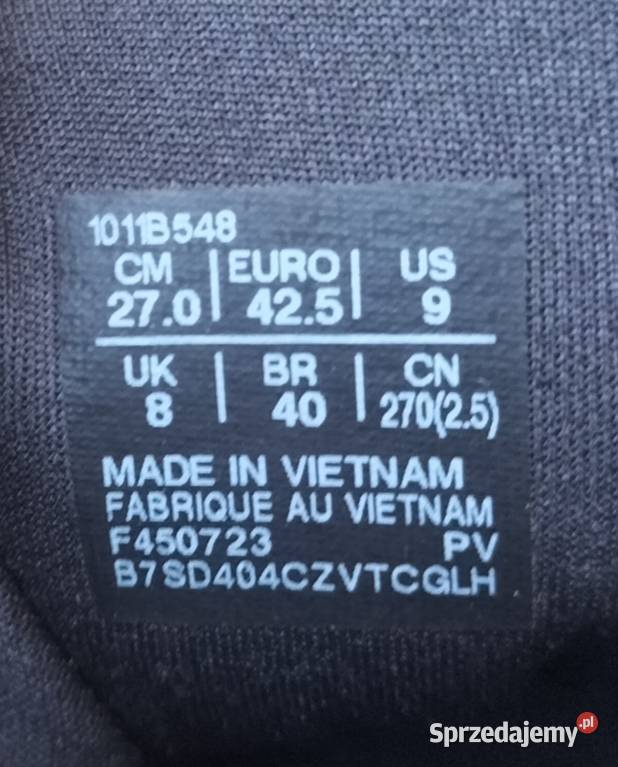 1011B548
CM | EURO | US
27.0 | 42.5 | 9
UK | BR | CN
8 | 40 | 270(2.5)
MADE IN VIETNAM
FABRIQUE AU VIETNAM
F450723 PV
B7SD404CZVTCGLH
Sprzedajemy.pl